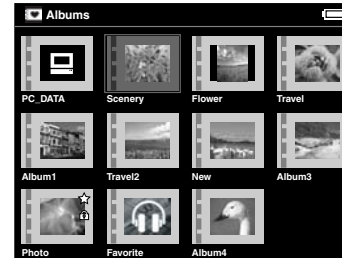 Albums
PC_DATA Scenery Flower Travel
Album1 Travel2 New Album3
Photo Favorite Album4